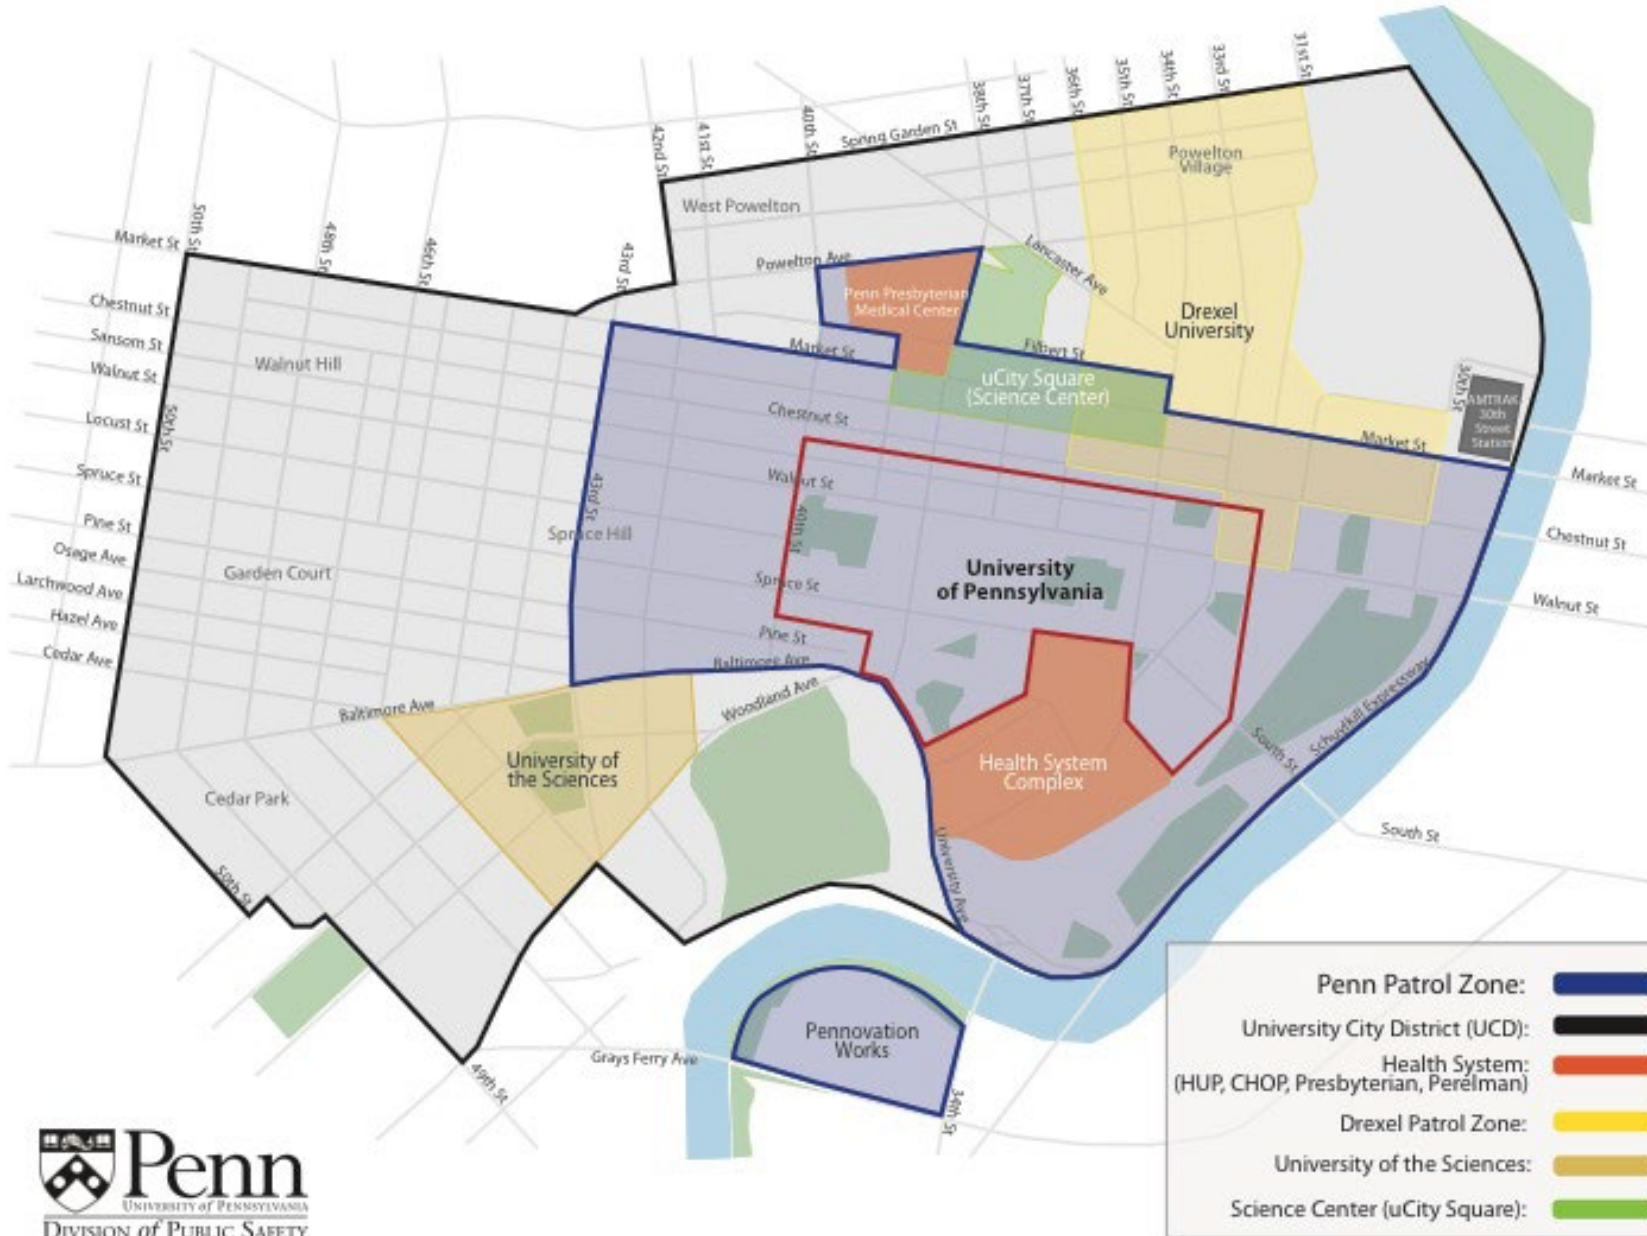 31st St
33rd St
34th St
35th St
36th St
37th St
38th St
40th St
41st St
42nd St
Spring Garden St
Powelton
Village
West Powelton
50th St
48th St
46th St
43rd St
Market St
Powelton Ave
Lancaster Ave
Penn Presbyterian
Medical Center
Drexel
University
Chestnut St
Sansom St
Walnut St
Locust St
Spruce St
Pine St
Osage Ave
Larchwood Ave
Hazel Ave
Cedar Ave
Walnut Hill
50th St
Market St
Filbert St
uCity Square
(Science Center)
30th St
AMTRAK
30th
Street
Station
Chestnut St
Market St
Market St
Walnut St
43rd St
Spruce Hill
40th St
Chestnut St
Garden Court
University
of Pennsylvania
Spruce St
Walnut St
Pine St
Baltimore Ave
Woodland Ave
Baltimore Ave
Schuylkill Expressway
South St
University of
the Sciences
Health System
Complex
Cedar Park
South St
50th St
University Ave
Pennovation
Works
Grays Ferry Ave
49th St
34th St
Penn Patrol Zone:
University City District (UCD):
Health System:
(HUP, CHOP, Presbyterian, Perelman)
Drexel Patrol Zone:
University of the Sciences:
Science Center (uCity Square):
Penn
UNIVERSITY of PENNSYLVANIA
DIVISION of PUBLIC SAFETY